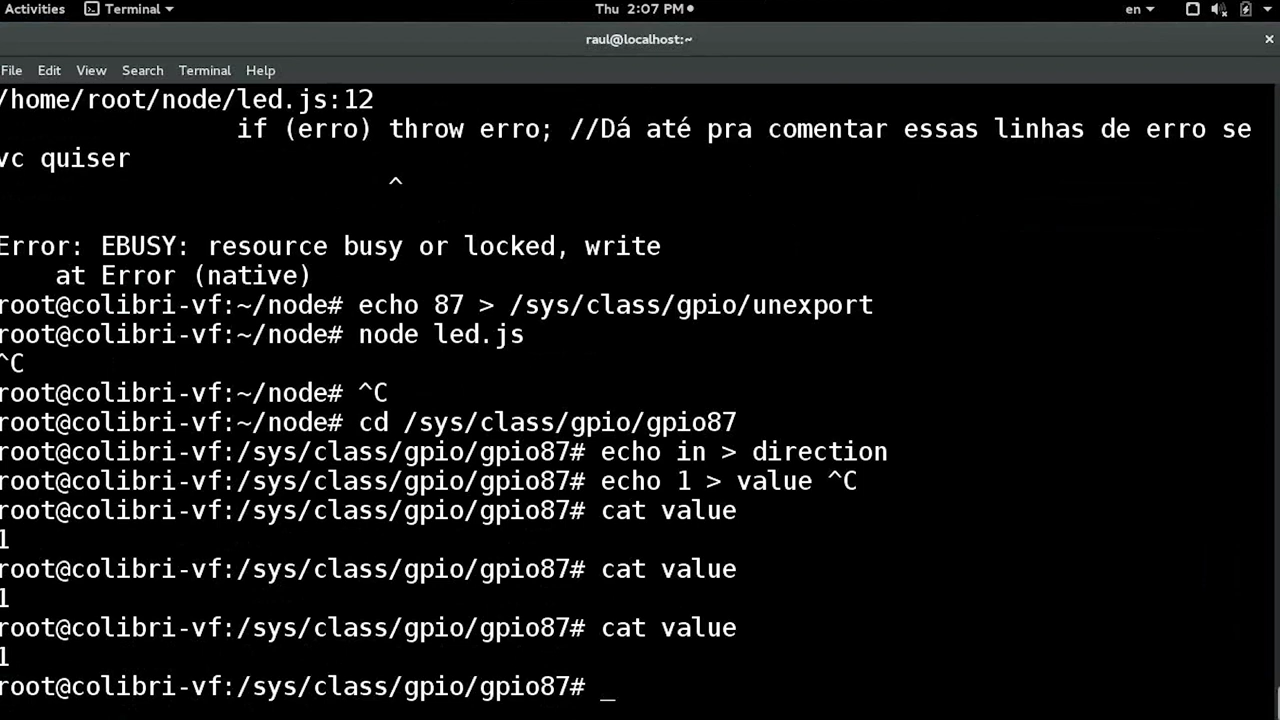 Activities Terminal Thu 2:07 PM en
raul@localhost:~
File Edit View Search Terminal Help
/home/root/node/led.js:12
if (erro) throw erro; //Dá até pra comentar essas linhas de erro se
vc quiser
^
Error: EBUSY: resource busy or locked, write
at Error (native)
root@colibri-vf:~/node# echo 87 > /sys/class/gpio/unexport
root@colibri-vf:~/node# node led.js
^C
root@colibri-vf:~/node# ^C
root@colibri-vf:~/node# cd /sys/class/gpio/gpio87
root@colibri-vf:/sys/class/gpio/gpio87# echo in > direction
root@colibri-vf:/sys/class/gpio/gpio87# echo 1 > value ^C
root@colibri-vf:/sys/class/gpio/gpio87# cat value
1
root@colibri-vf:/sys/class/gpio/gpio87# cat value
1
root@colibri-vf:/sys/class/gpio/gpio87# cat value
1
root@colibri-vf:/sys/class/gpio/gpio87# _